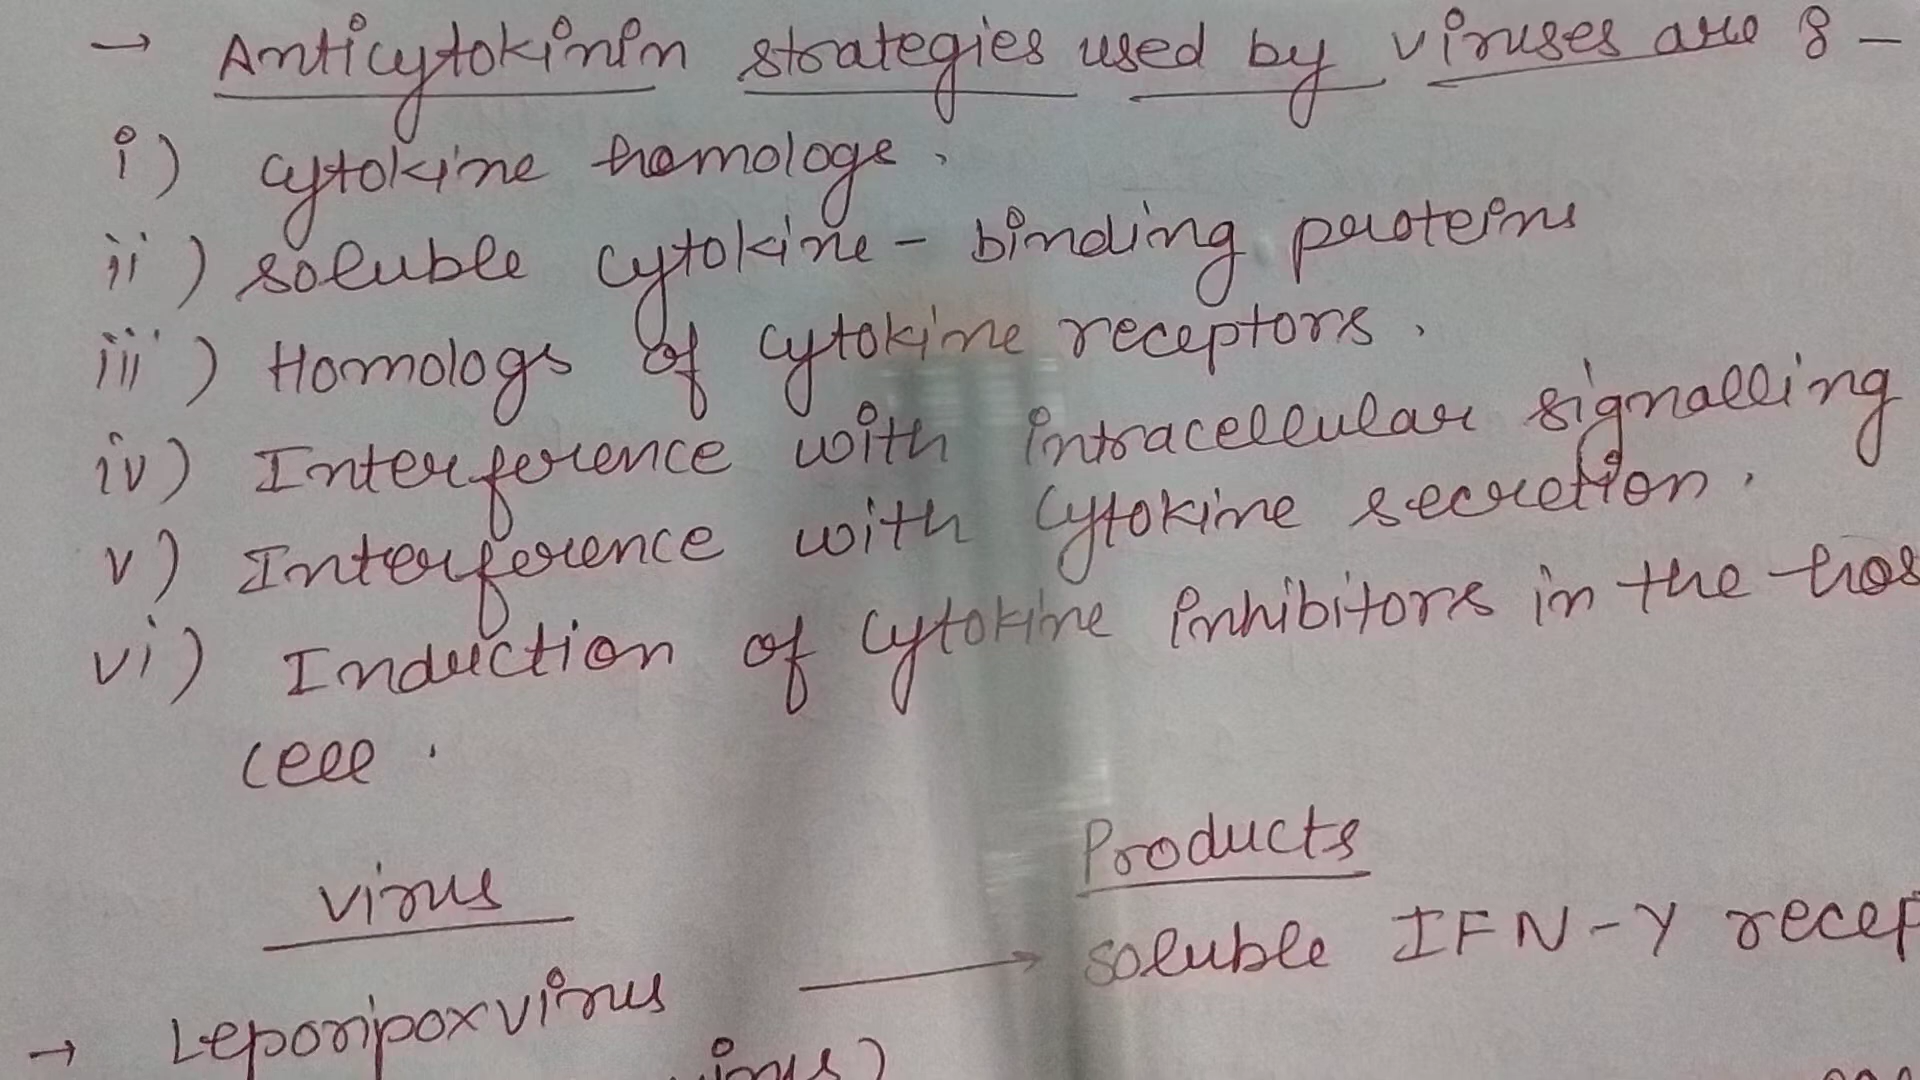 → Anticytokinin strategies used by viruses are :-
i) cytokine homologs.
ii) soluble cytokine - binding proteins
iii) Homologs of cytokine receptors.
iv) Interference with intracellular signalling
v) Interference with cytokine secretion.
vi) Induction of cytokine inhibitors in the hos
cell.
virus Products
→ Leporipoxvirus → soluble IFN-γ recep